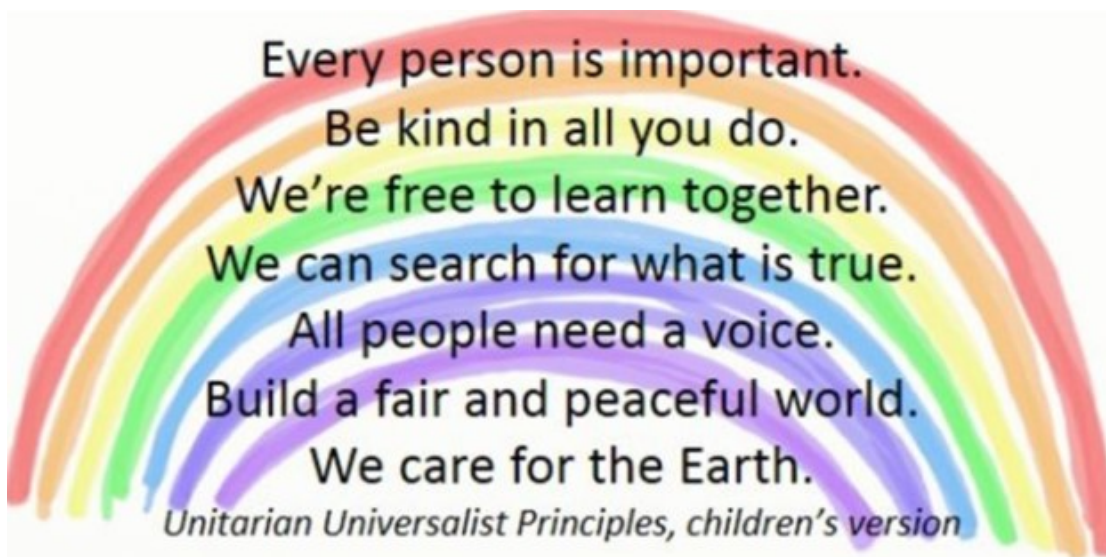 Every person is important.
Be kind in all you do.
We're free to learn together.
We can search for what is true.
All people need a voice.
Build a fair and peaceful world.
We care for the Earth.
Unitarian Universalist Principles, children's version